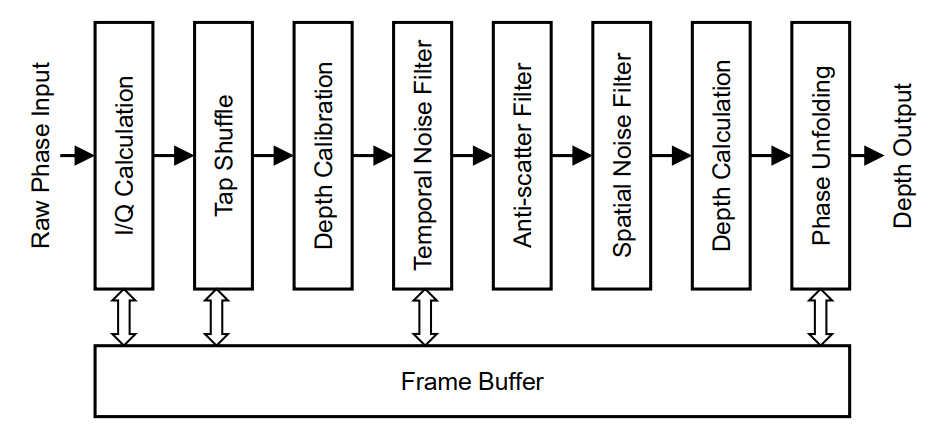 Raw Phase Input
I/Q Calculation
Tap Shuffle
Depth Calibration
Temporal Noise Filter
Anti-scatter Filter
Spatial Noise Filter
Depth Calculation
Phase Unfolding
Depth Output
Frame Buffer